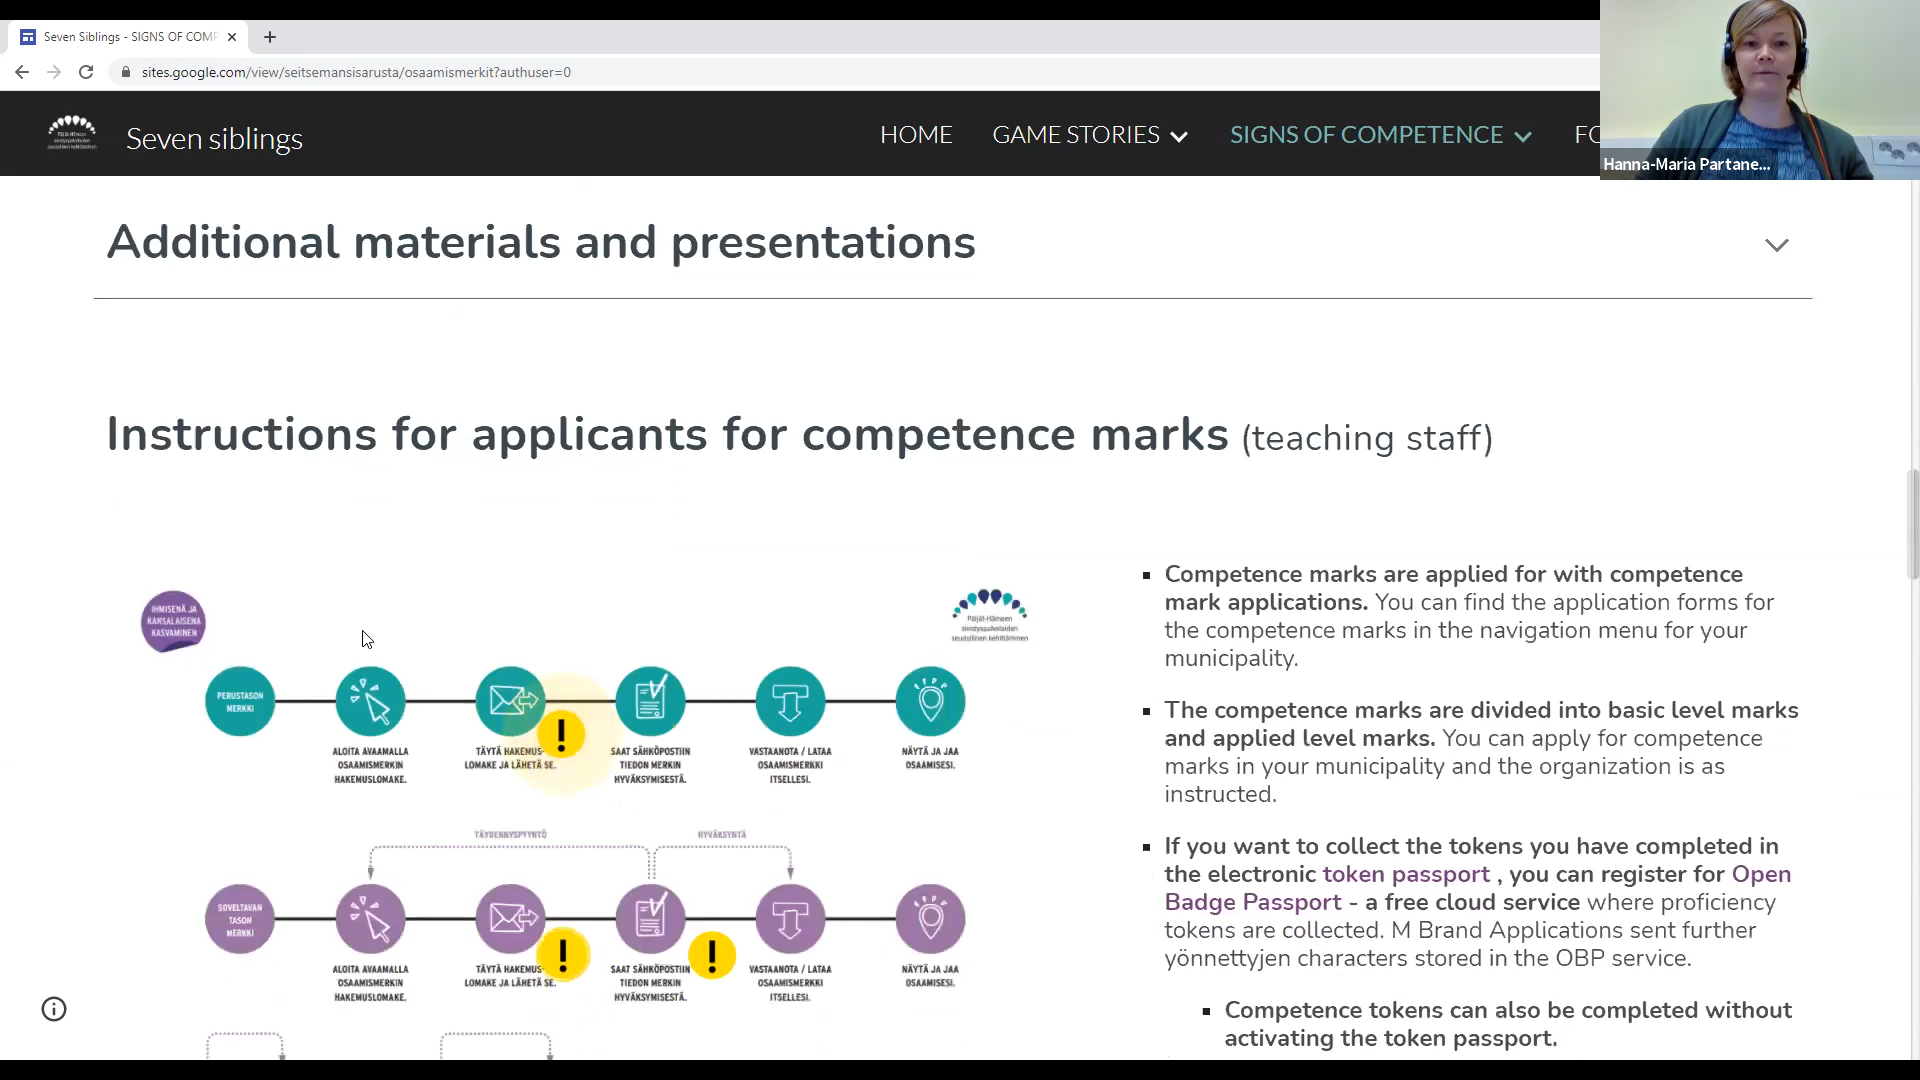 Seven Siblings - SIGNS OF COMP
sites.google.com/view/seitsemansisarusta/osaamismerkit?authuser=0
Seven siblings
HOME
GAME STORIES
SIGNS OF COMPETENCE
FO
Hanna-Maria Partane...
Additional materials and presentations
Instructions for applicants for competence marks (teaching staff)
IHMISENÄ JA
KANSALAISENA
KASVAMINEN
Päijät-Hämeen
sivistyspalveluiden
seudullinen kehittäminen
PERUSTASON
MERKKI
ALOITA AVAAMALLA
OSAAMISMERKIN
HAKEMUSLOMAKE.
TÄYTÄ HAKEMUS-
LOMAKE JA LÄHETÄ SE.
!
SAAT SÄHKÖPOSTIIN
TIEDON MERKIN
HYVÄKSYMISESTÄ.
VASTAANOTA / LATAA
OSAAMISMERKKI
ITSELLESI.
NÄYTÄ JA JAA
OSAAMISESI.
TÄYDENNYSPYYNTÖ
HYVÄKSYNTÄ
SOVELTAVAN
TASON
MERKKI
ALOITA AVAAMALLA
OSAAMISMERKIN
HAKEMUSLOMAKE.
TÄYTÄ HAKEMUS-
LOMAKE JA LÄHETÄ SE.
!
SAAT SÄHKÖPOSTIIN
TIEDON MERKIN
HYVÄKSYMISESTÄ.
!
VASTAANOTA / LATAA
OSAAMISMERKKI
ITSELLESI.
NÄYTÄ JA JAA
OSAAMISESI.
▪ Competence marks are applied for with competence
mark applications. You can find the application forms for
the competence marks in the navigation menu for your
municipality.
▪ The competence marks are divided into basic level marks
and applied level marks. You can apply for competence
marks in your municipality and the organization is as
instructed.
▪ If you want to collect the tokens you have completed in
the electronic token passport , you can register for Open
Badge Passport - a free cloud service where proficiency
tokens are collected. M Brand Applications sent further
yönnettyjen characters stored in the OBP service.
▪ Competence tokens can also be completed without
activating the token passport.